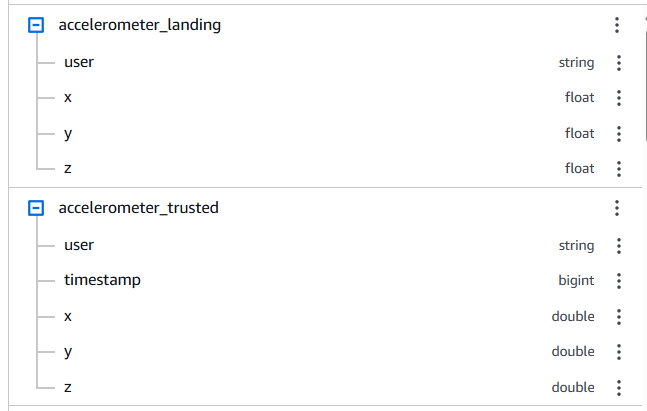 accelerometer_landing
user string
x float
y float
z float
accelerometer_trusted
user string
timestamp bigint
x double
y double
z double